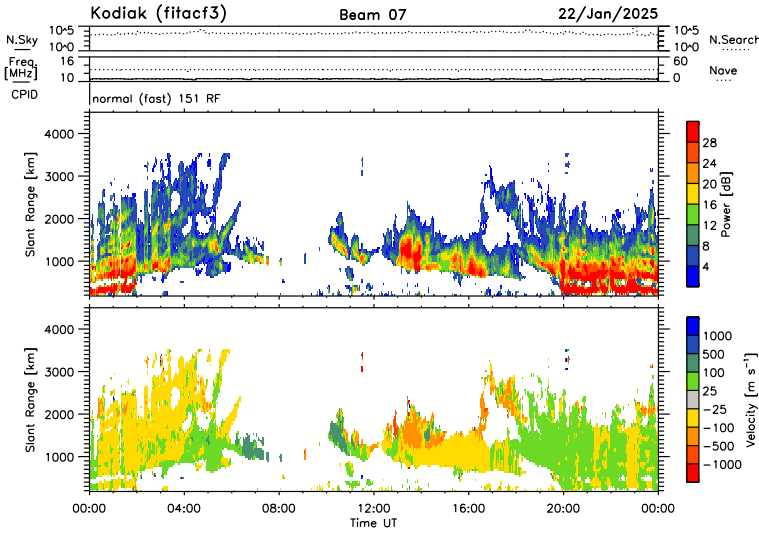 Kodiak (fitacf3) Beam 07 22/Jan/2025
N.Sky 10^5 10^0 10^5 10^0 N.Search
Freq. [MHz] 16 10 60 0 Nave
CPID normal (fast) 151 RF
Slant Range [km]
4000
3000
2000
1000
28
24
20
16
12
8
4
Power [dB]
Slant Range [km]
4000
3000
2000
1000
1000
500
100
25
-25
-100
-500
-1000
Velocity [m s⁻¹]
00:00 04:00 08:00 12:00 16:00 20:00 00:00
Time UT